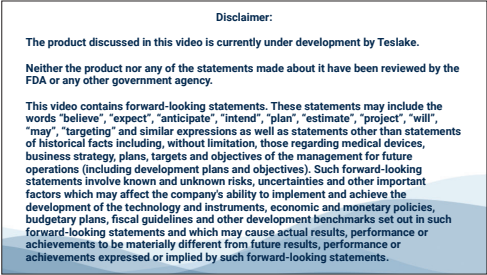 Disclaimer:
The product discussed in this video is currently under development by Teslake.
Neither the product nor any of the statements made about it have been reviewed by the
FDA or any other government agency.
This video contains forward-looking statements. These statements may include the
words “believe”, “expect”, “anticipate”, “intend”, “plan”, “estimate”, “project”, “will”,
“may”, “targeting” and similar expressions as well as statements other than statements
of historical facts including, without limitation, those regarding medical devices,
business strategy, plans, targets and objectives of the management for future
operations (including development plans and objectives). Such forward-looking
statements involve known and unknown risks, uncertainties and other important
factors which may affect the company's ability to implement and achieve the
development of the technology and instruments, economic and monetary policies,
budgetary plans, fiscal guidelines and other development benchmarks set out in such
forward-looking statements and which may cause actual results, performance or
achievements to be materially different from future results, performance or
achievements expressed or implied by such forward-looking statements.